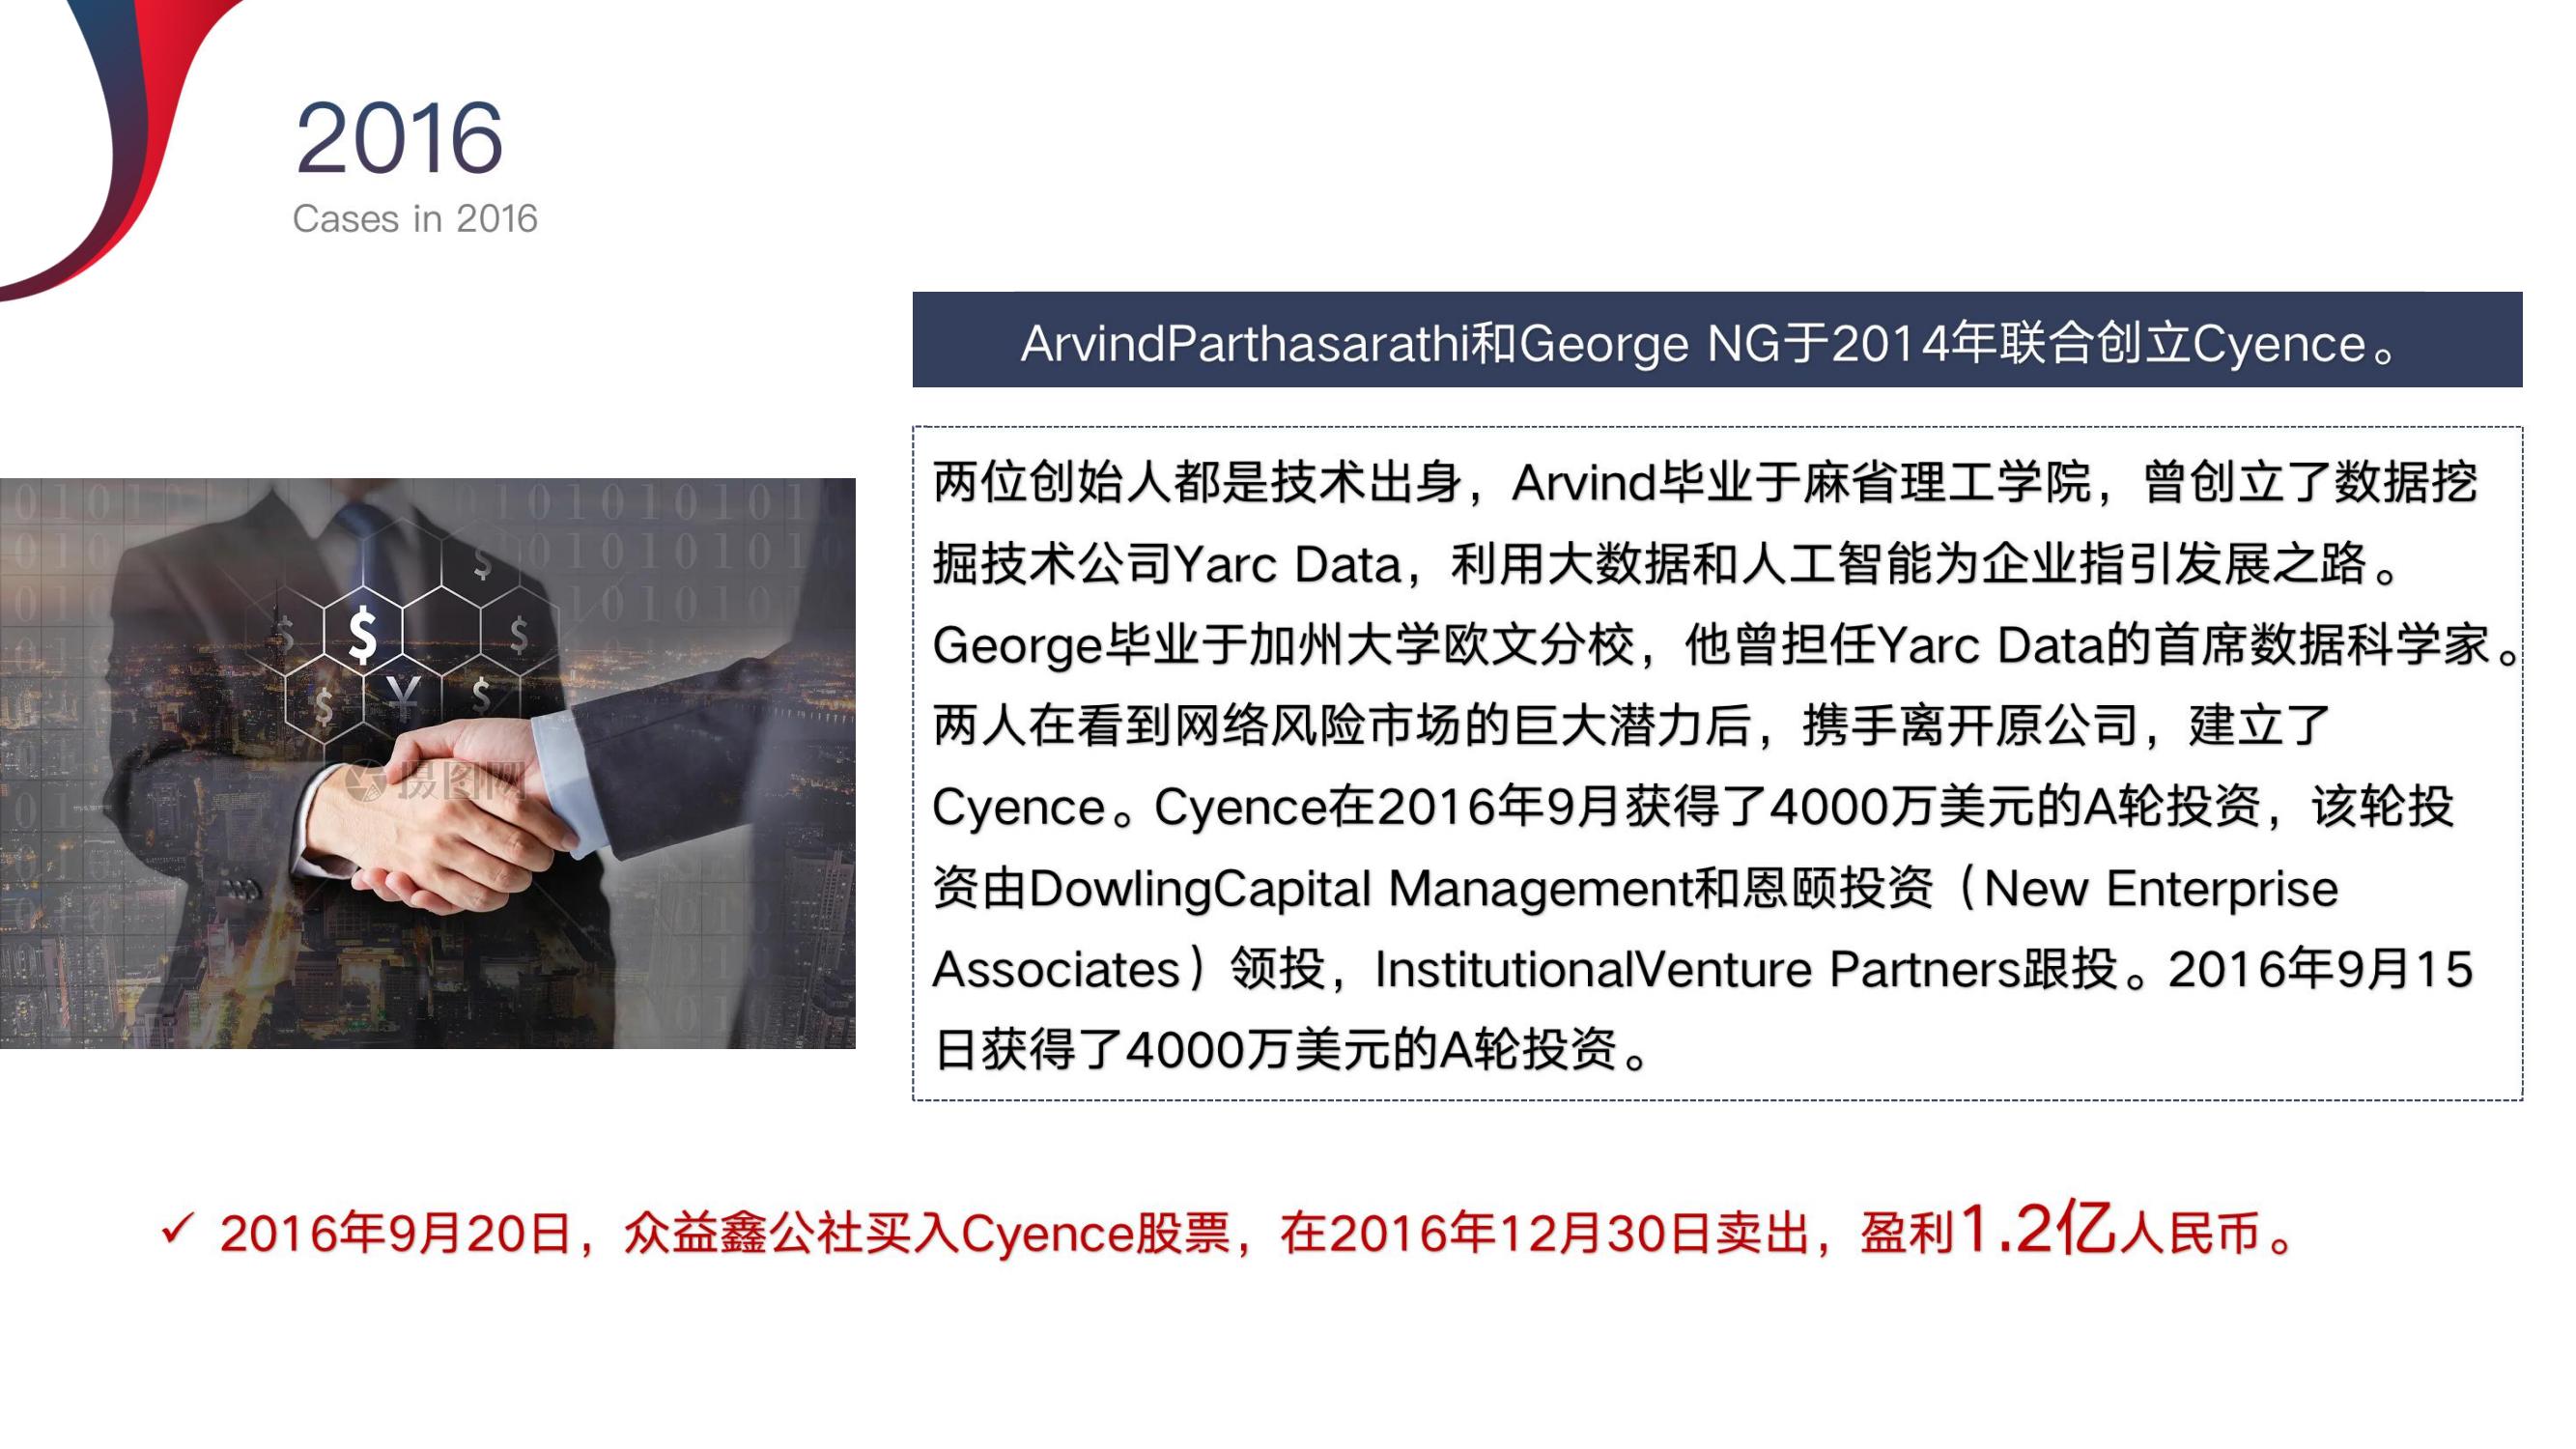 2016
Cases in 2016
ArvindParthasarathi和George NG于2014年联合创立Cyence。
两位创始人都是技术出身，Arvind毕业于麻省理工学院，曾创立了数据挖
掘技术公司Yarc Data，利用大数据和人工智能为企业指引发展之路。
George毕业于加州大学欧文分校，他曾担任Yarc Data的首席数据科学家。
两人在看到网络风险市场的巨大潜力后，携手离开原公司，建立了
Cyence。Cyence在2016年9月获得了4000万美元的A轮投资，该轮投
资由DowlingCapital Management和恩颐投资（New Enterprise
Associates）领投，InstitutionalVenture Partners跟投。2016年9月15
日获得了4000万美元的A轮投资。
摄图网
✓ 2016年9月20日，众益鑫公社买入Cyence股票，在2016年12月30日卖出，盈利1.2亿人民币。